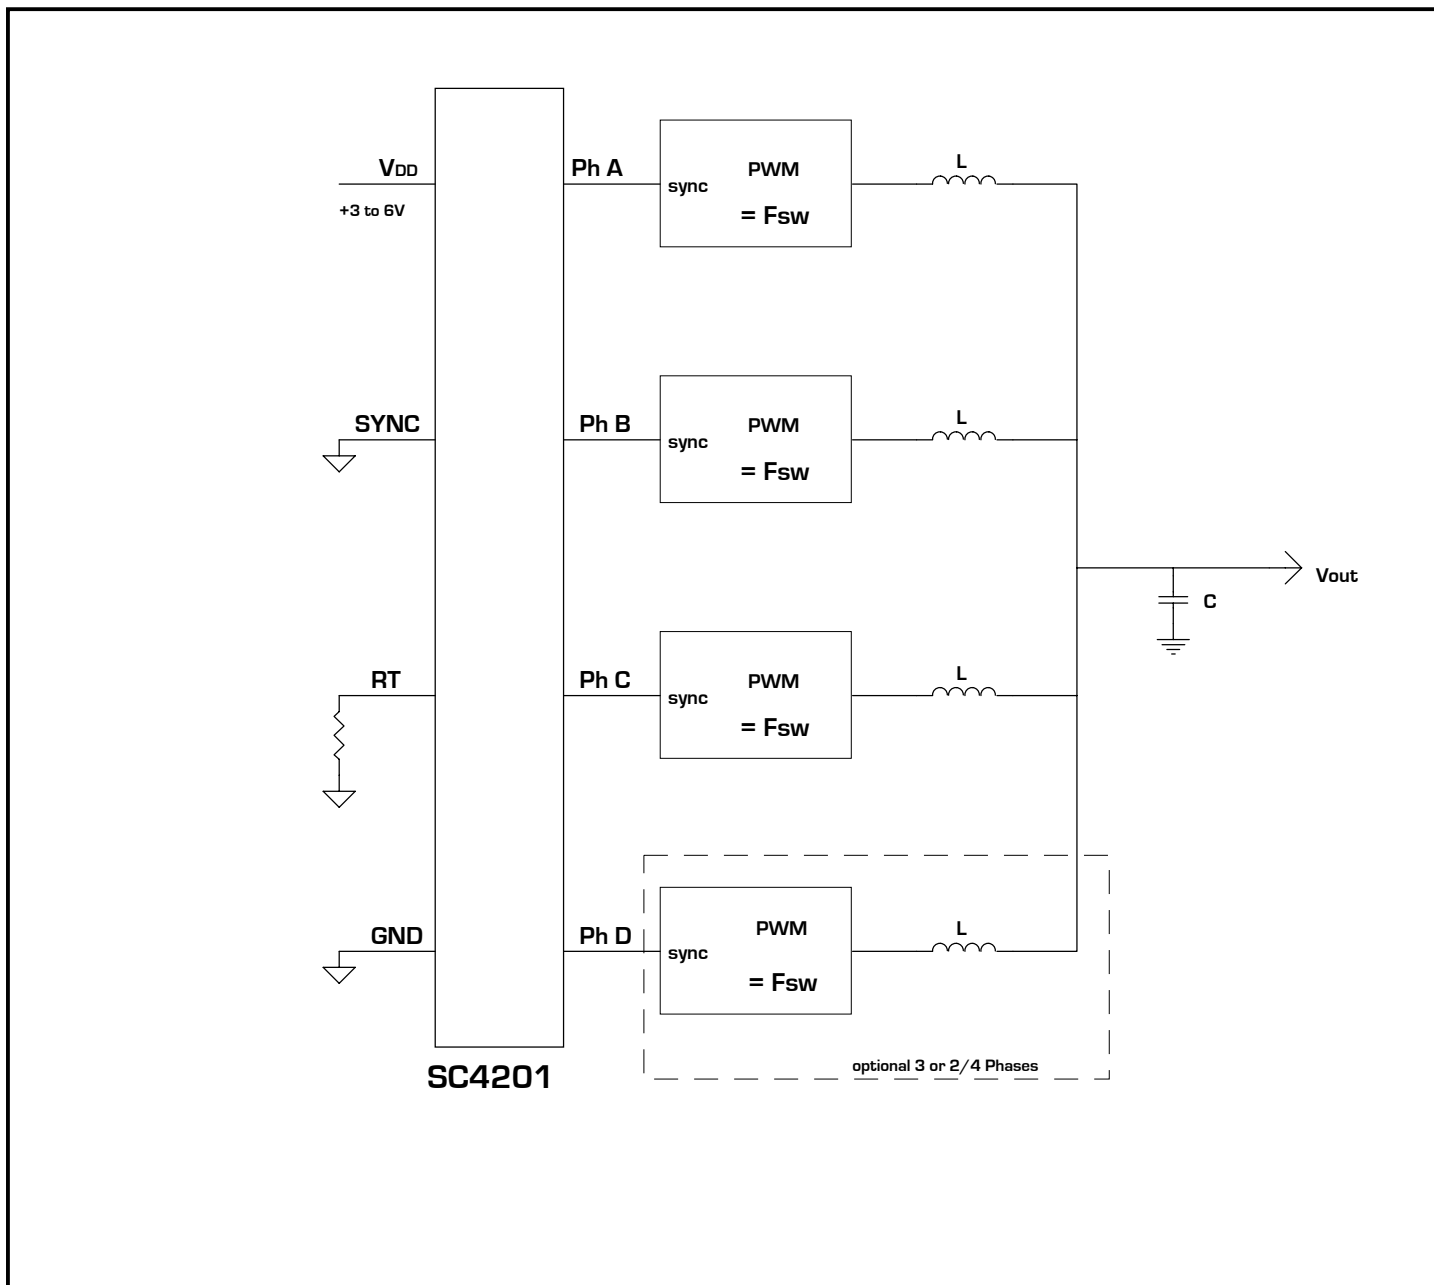 VDD
+3 to 6V
Ph A
sync
PWM
= Fsw
L
SYNC
Ph B
sync
PWM
= Fsw
L
Vout
C
RT
Ph C
sync
PWM
= Fsw
L
GND
Ph D
sync
PWM
= Fsw
L
optional 3 or 2/4 Phases
SC4201